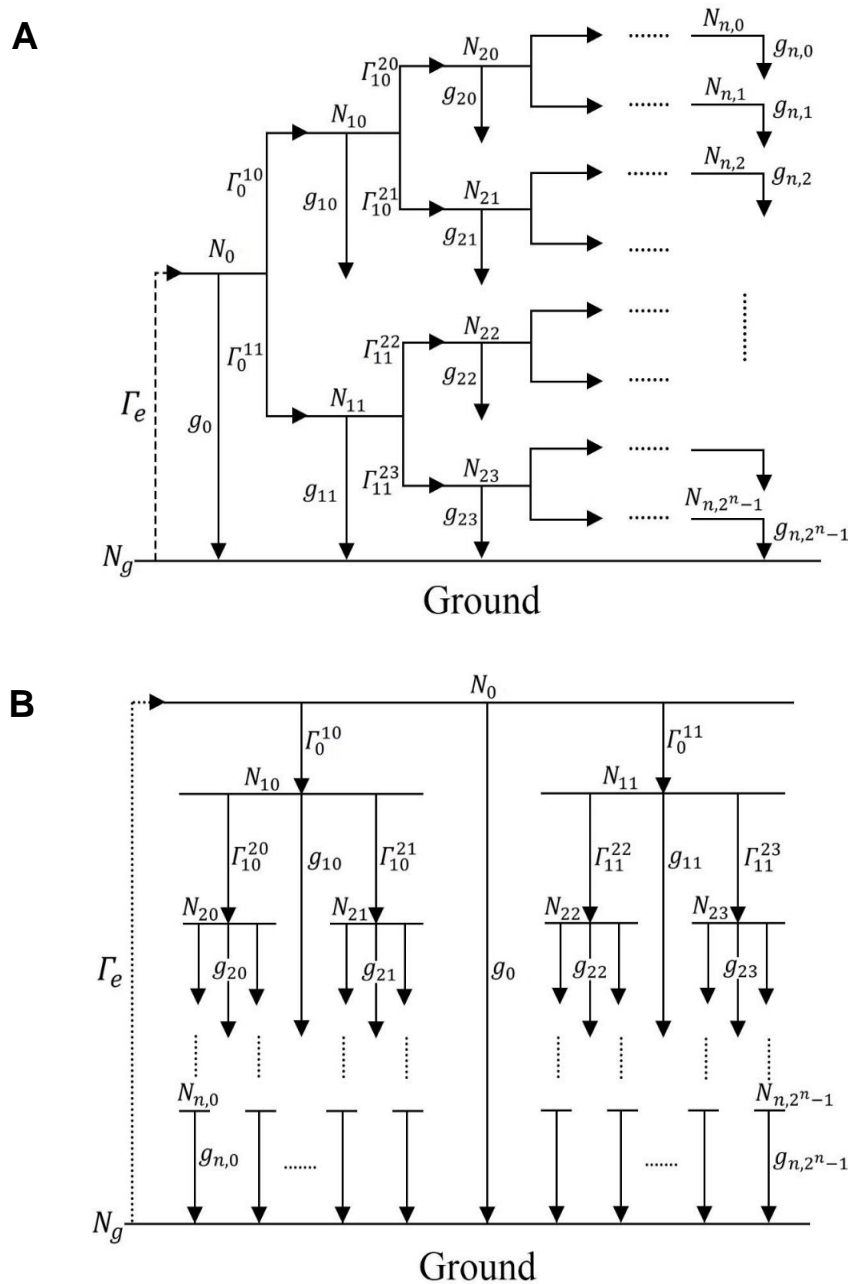 A
N_{n,0}
g_{n,0}
N_{20}
Γ_{10}^{20}
g_{20}
N_{n,1}
g_{n,1}
N_{10}
N_{n,2}
g_{n,2}
Γ_0^{10}
g_{10}
Γ_{10}^{21}
N_{21}
g_{21}
N_0
Γ_0^{11}
Γ_{11}^{22}
N_{22}
g_{22}
Γ_e
g_0
N_{11}
g_{11}
Γ_{11}^{23}
N_{23}
g_{23}
N_{n,2^n−1}
g_{n,2^n−1}
N_g
Ground
B
N_0
Γ_0^{10}
Γ_0^{11}
N_{10}
N_{11}
Γ_{10}^{20}
g_{10}
Γ_{10}^{21}
Γ_{11}^{22}
g_{11}
Γ_{11}^{23}
N_{20}
N_{21}
N_{22}
N_{23}
Γ_e
g_{20}
g_{21}
g_0
g_{22}
g_{23}
N_{n,0}
N_{n,2^n−1}
g_{n,0}
g_{n,2^n−1}
N_g
Ground